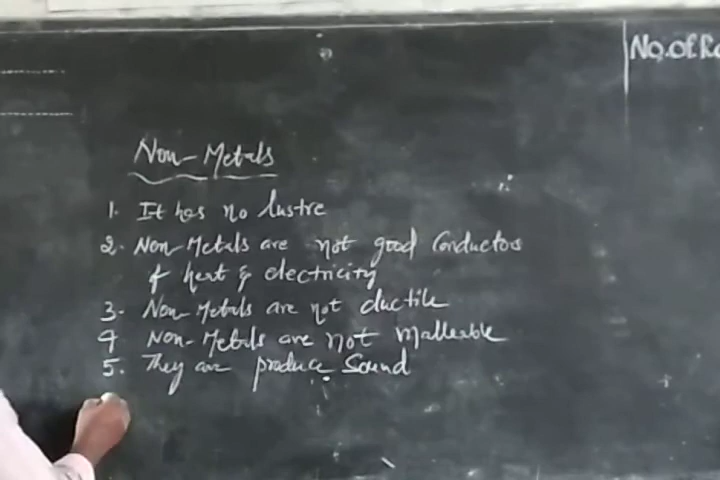 No. of Ro
Non-Metals
1. It has no lustre
2. Non-Metals are not good Conductors
of heat & electricity
3. Non-Metals are not ductile
4 Non-Metals are not Malleable
5. They are produce Sound